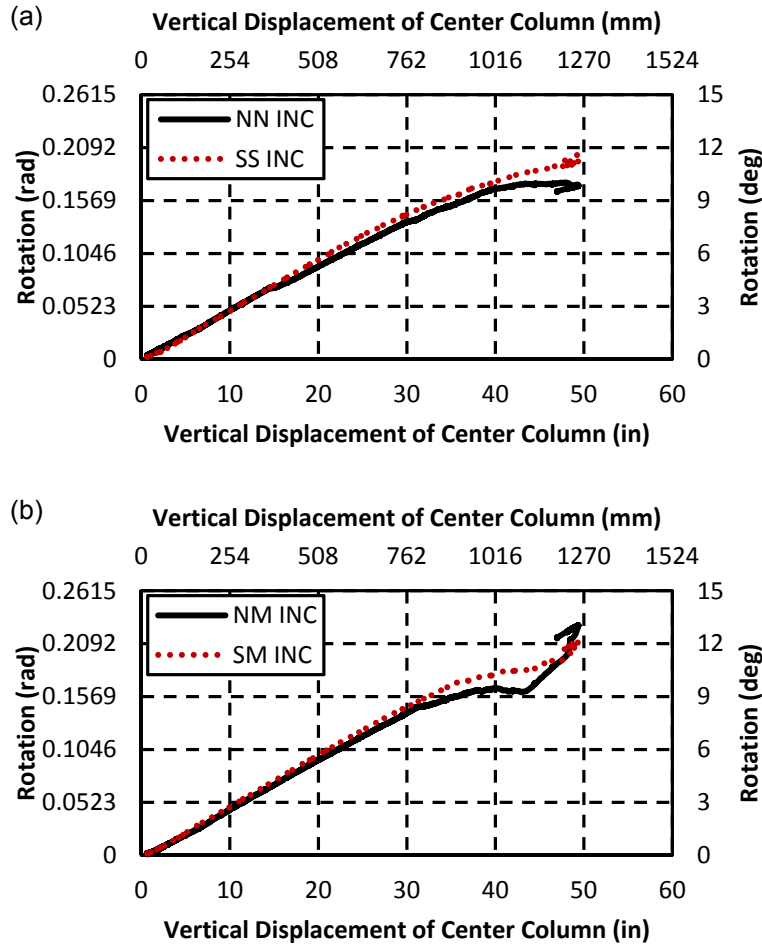 (a)
Vertical Displacement of Center Column (mm)
0 254 508 762 1016 1270 1524
0.2615
0.2092
0.1569
0.1046
0.0523
0
Rotation (rad)
NN INC
SS INC
15
12
9
6
3
0
Rotation (deg)
0 10 20 30 40 50 60
Vertical Displacement of Center Column (in)
(b)
Vertical Displacement of Center Column (mm)
0 254 508 762 1016 1270 1524
0.2615
0.2092
0.1569
0.1046
0.0523
0
Rotation (rad)
NM INC
SM INC
15
12
9
6
3
0
Rotation (deg)
0 10 20 30 40 50 60
Vertical Displacement of Center Column (in)